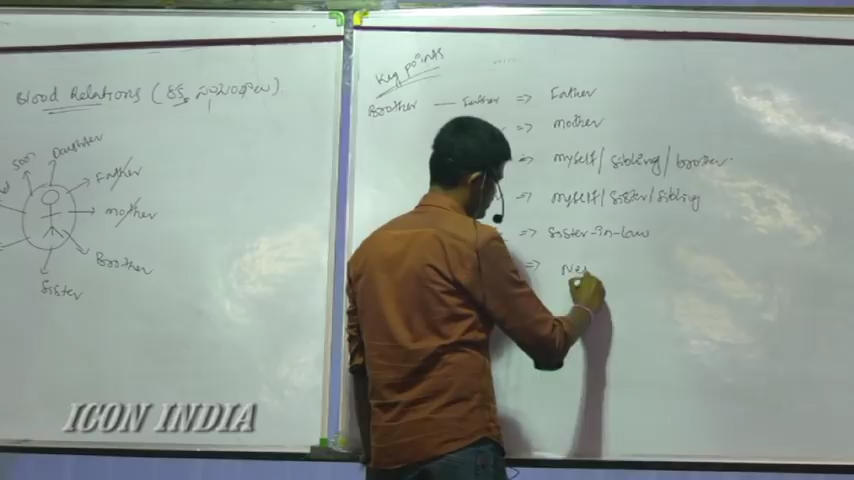 Blood Relations (రక్త సంబంధాలు)
Son
Daughter
Father
Mother
Brother
Sister
Key points
Brother — Father => Father
=> Mother
=> myself/ sibling/ brother
=> myself/ sister/ sibling
=> sister-in-law
=> Ne
ICON INDIA